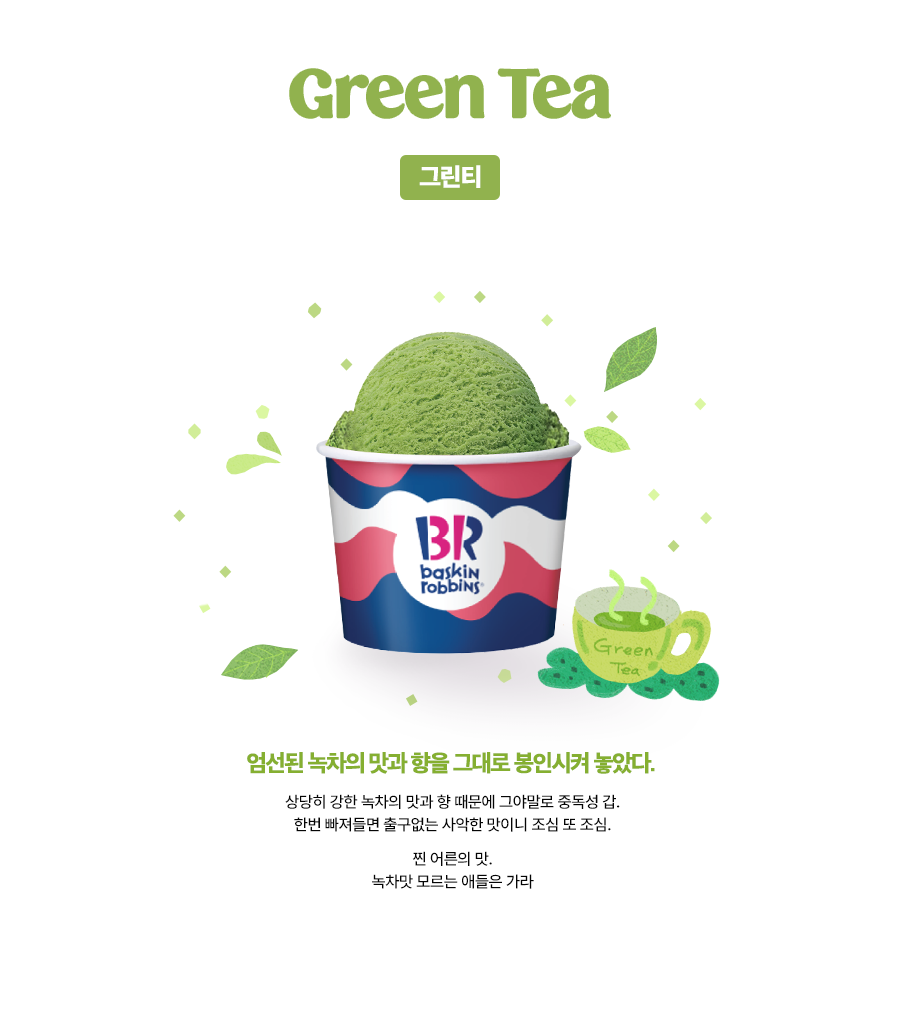 Green Tea
그린티
BR
baskin
robbins
Green
Tea
엄선된 녹차의 맛과 향을 그대로 봉인시켜 놓았다.
상당히 강한 녹차의 맛과 향 때문에 그야말로 중독성 갑.
한번 빠져들면 출구없는 사악한 맛이니 조심 또 조심.
찐 어른의 맛.
녹차맛 모르는 애들은 가라